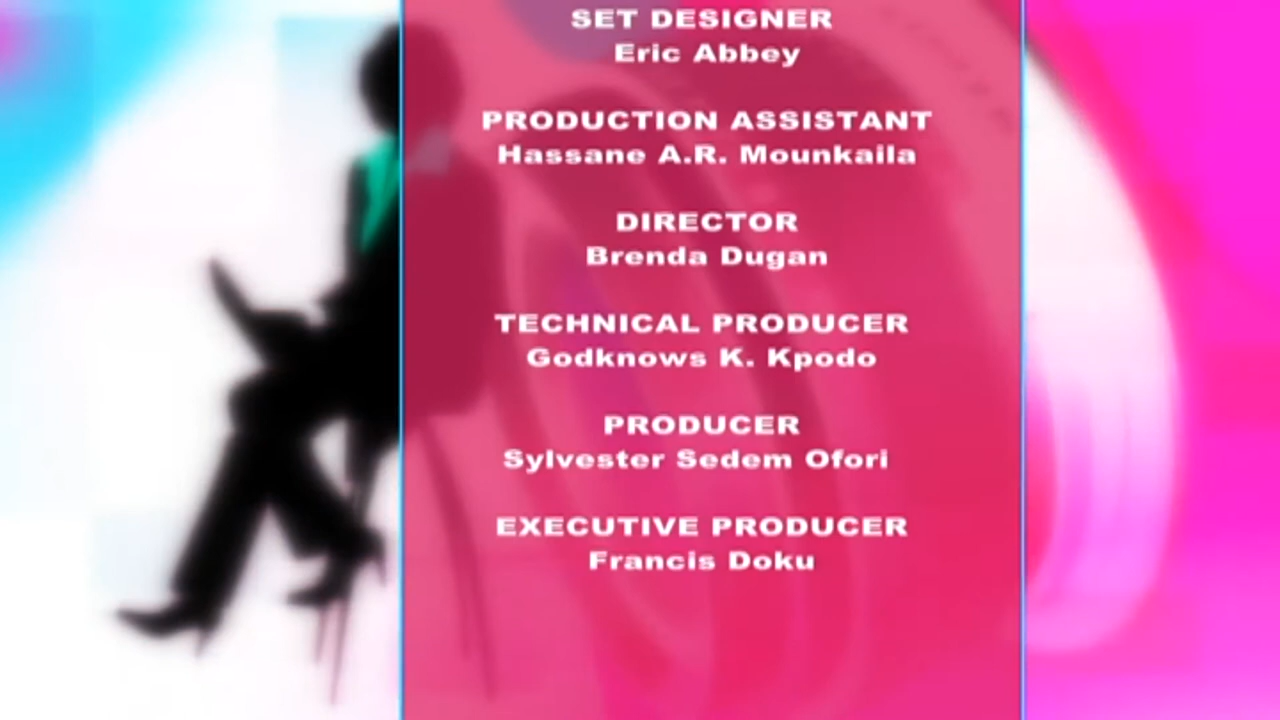 SET DESIGNER
Eric Abbey
PRODUCTION ASSISTANT
Hassane A.R. Mounkaila
DIRECTOR
Brenda Dugan
TECHNICAL PRODUCER
Godknows K. Kpodo
PRODUCER
Sylvester Sedem Ofori
EXECUTIVE PRODUCER
Francis Doku